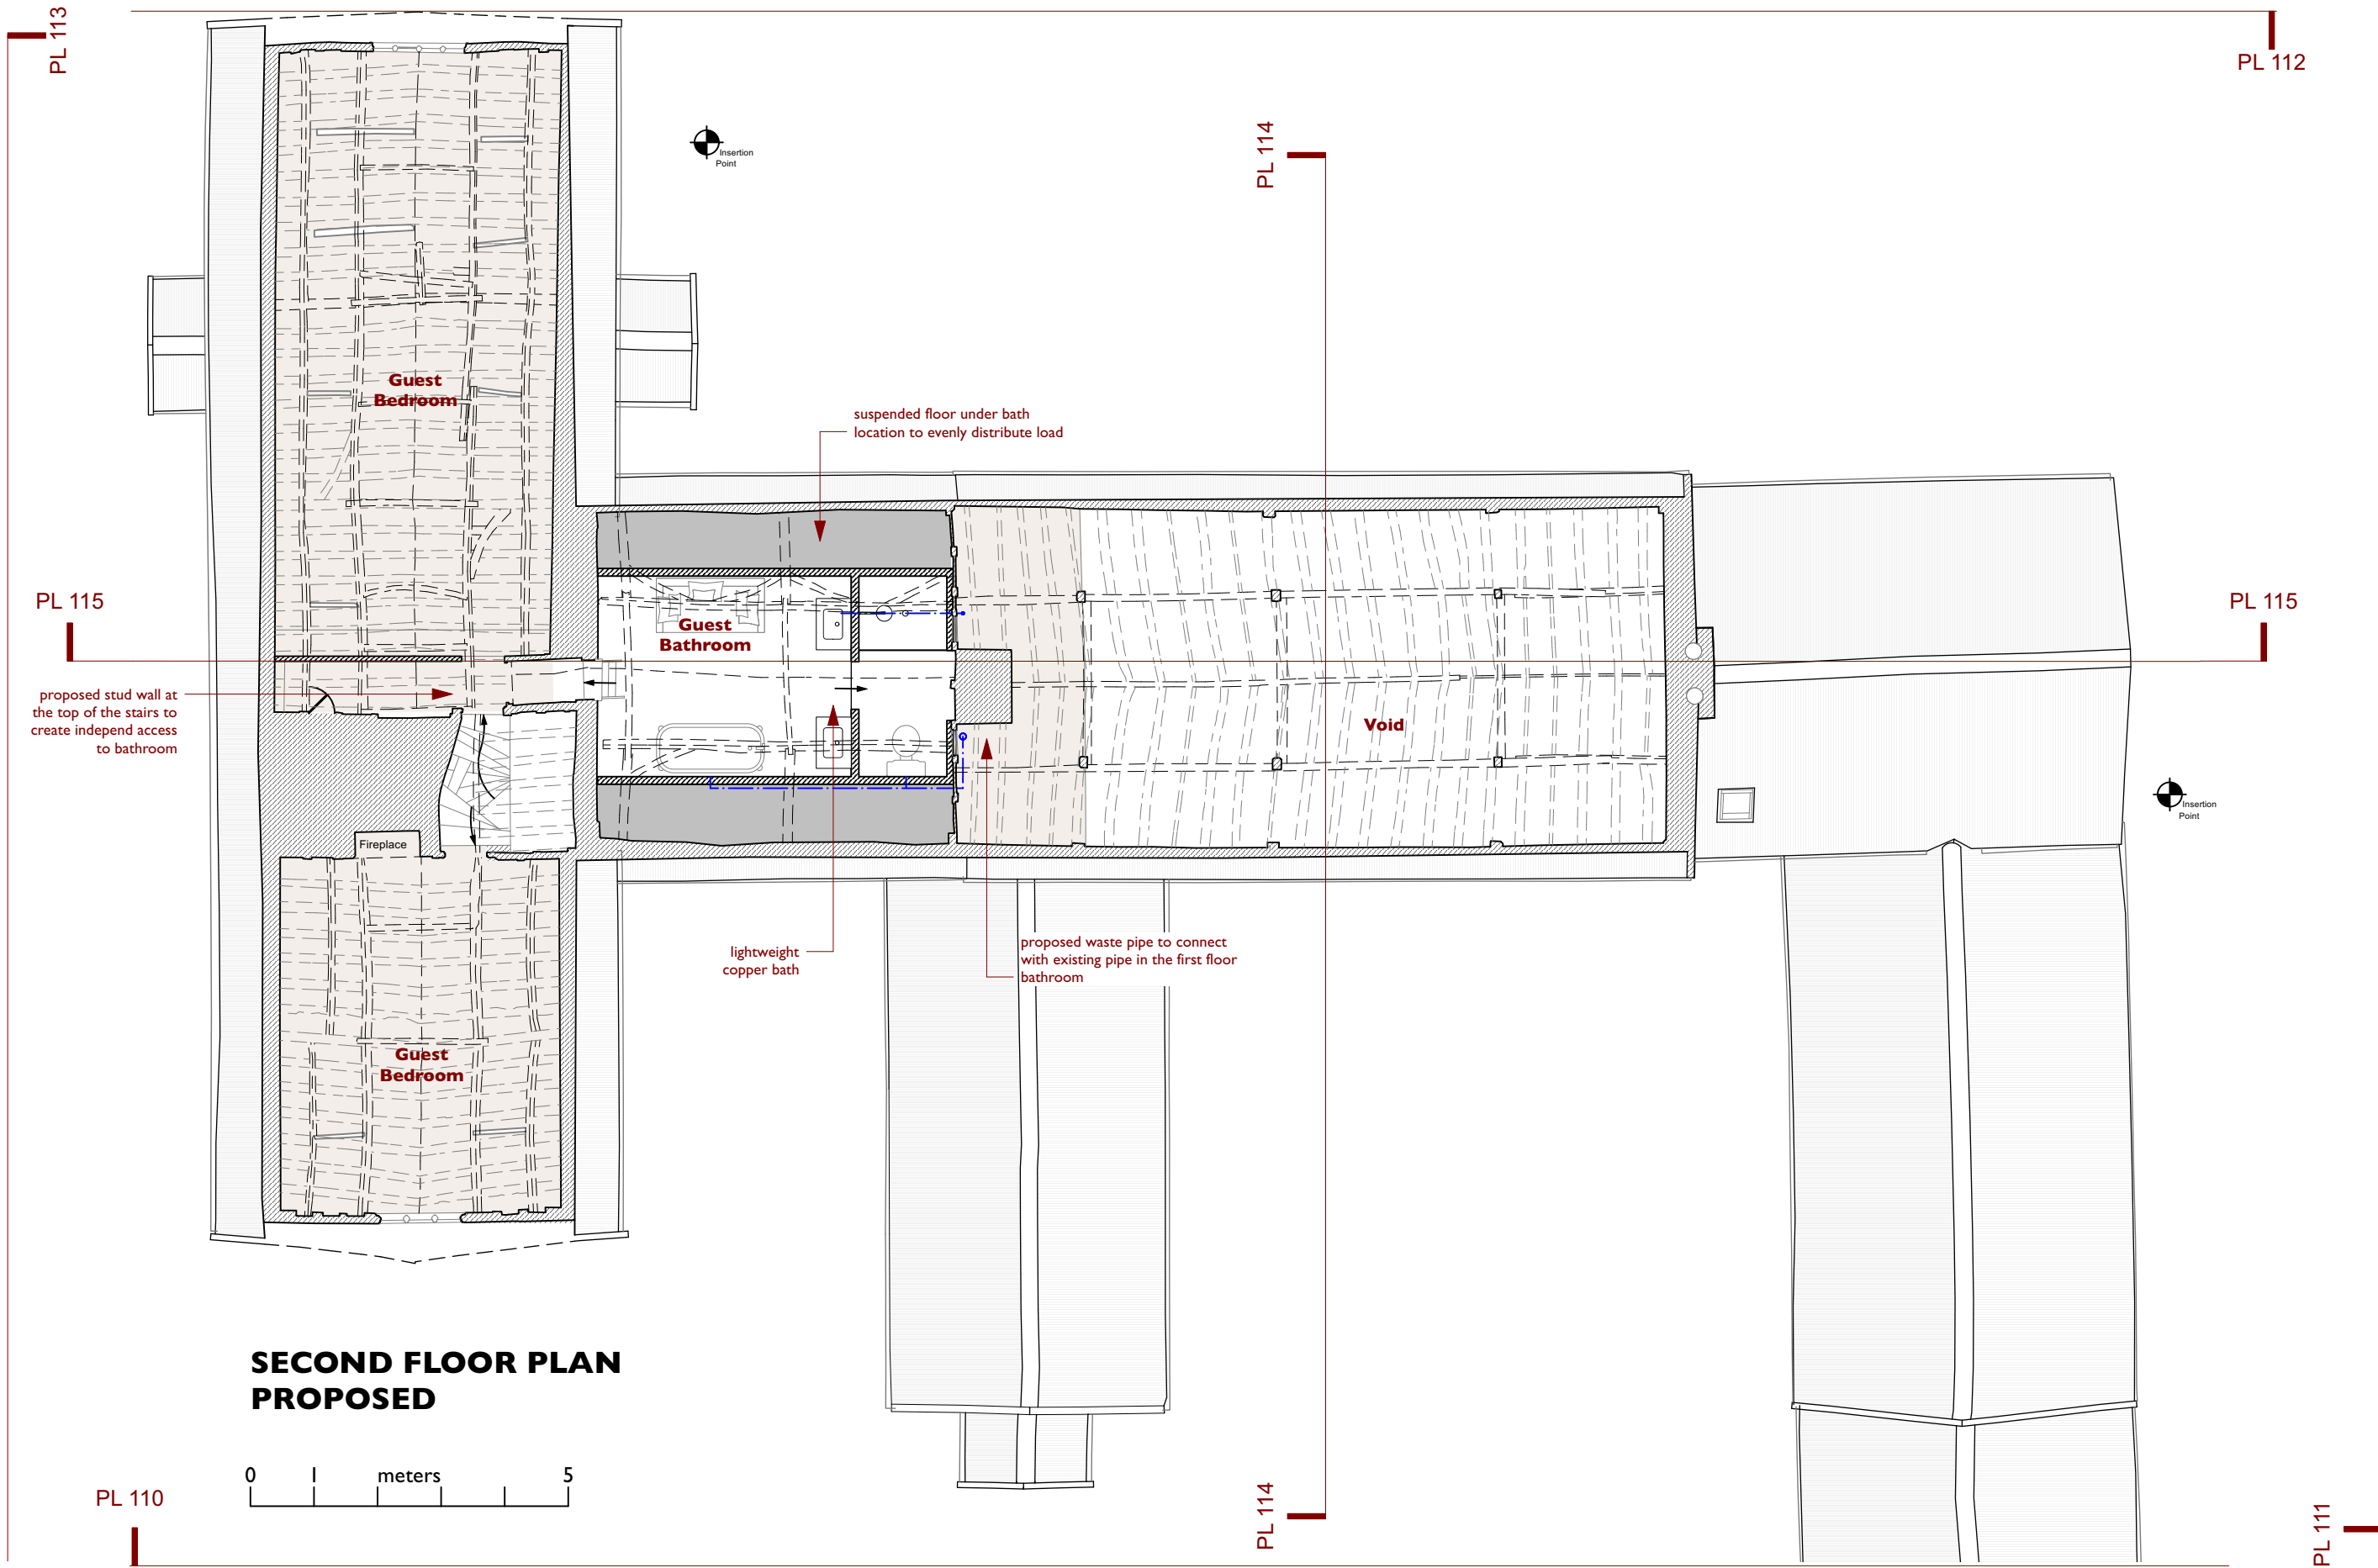 PL 113
PL 112
Insertion
Point
PL 114
Guest
Bedroom
suspended floor under bath
location to evenly distribute load
PL 115
PL 115
Guest
Bathroom
proposed stud wall at
the top of the stairs to
create independ access
to bathroom
Void
Insertion
Point
Fireplace
lightweight
copper bath
proposed waste pipe to connect
with existing pipe in the first floor
bathroom
Guest
Bedroom
SECOND FLOOR PLAN
PROPOSED
0 1 meters 5
PL 110
PL 114
PL 111